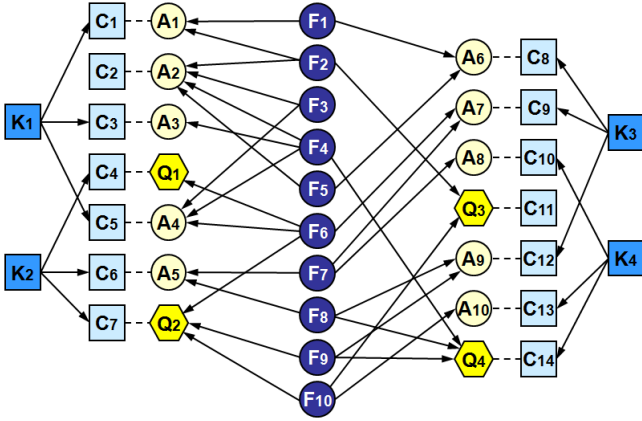 C1 A1 F1
F2 A6 C8
C2 A2
F3
K1 C3 A3 A7 C9 K3
F4
C4 Q1 A8 C10
F5
C5 A4 F6 Q3 C11
K2 C6 A5 F7 A9 C12 K4
F8 A10 C13
C7 Q2
F9 Q4 C14
F10